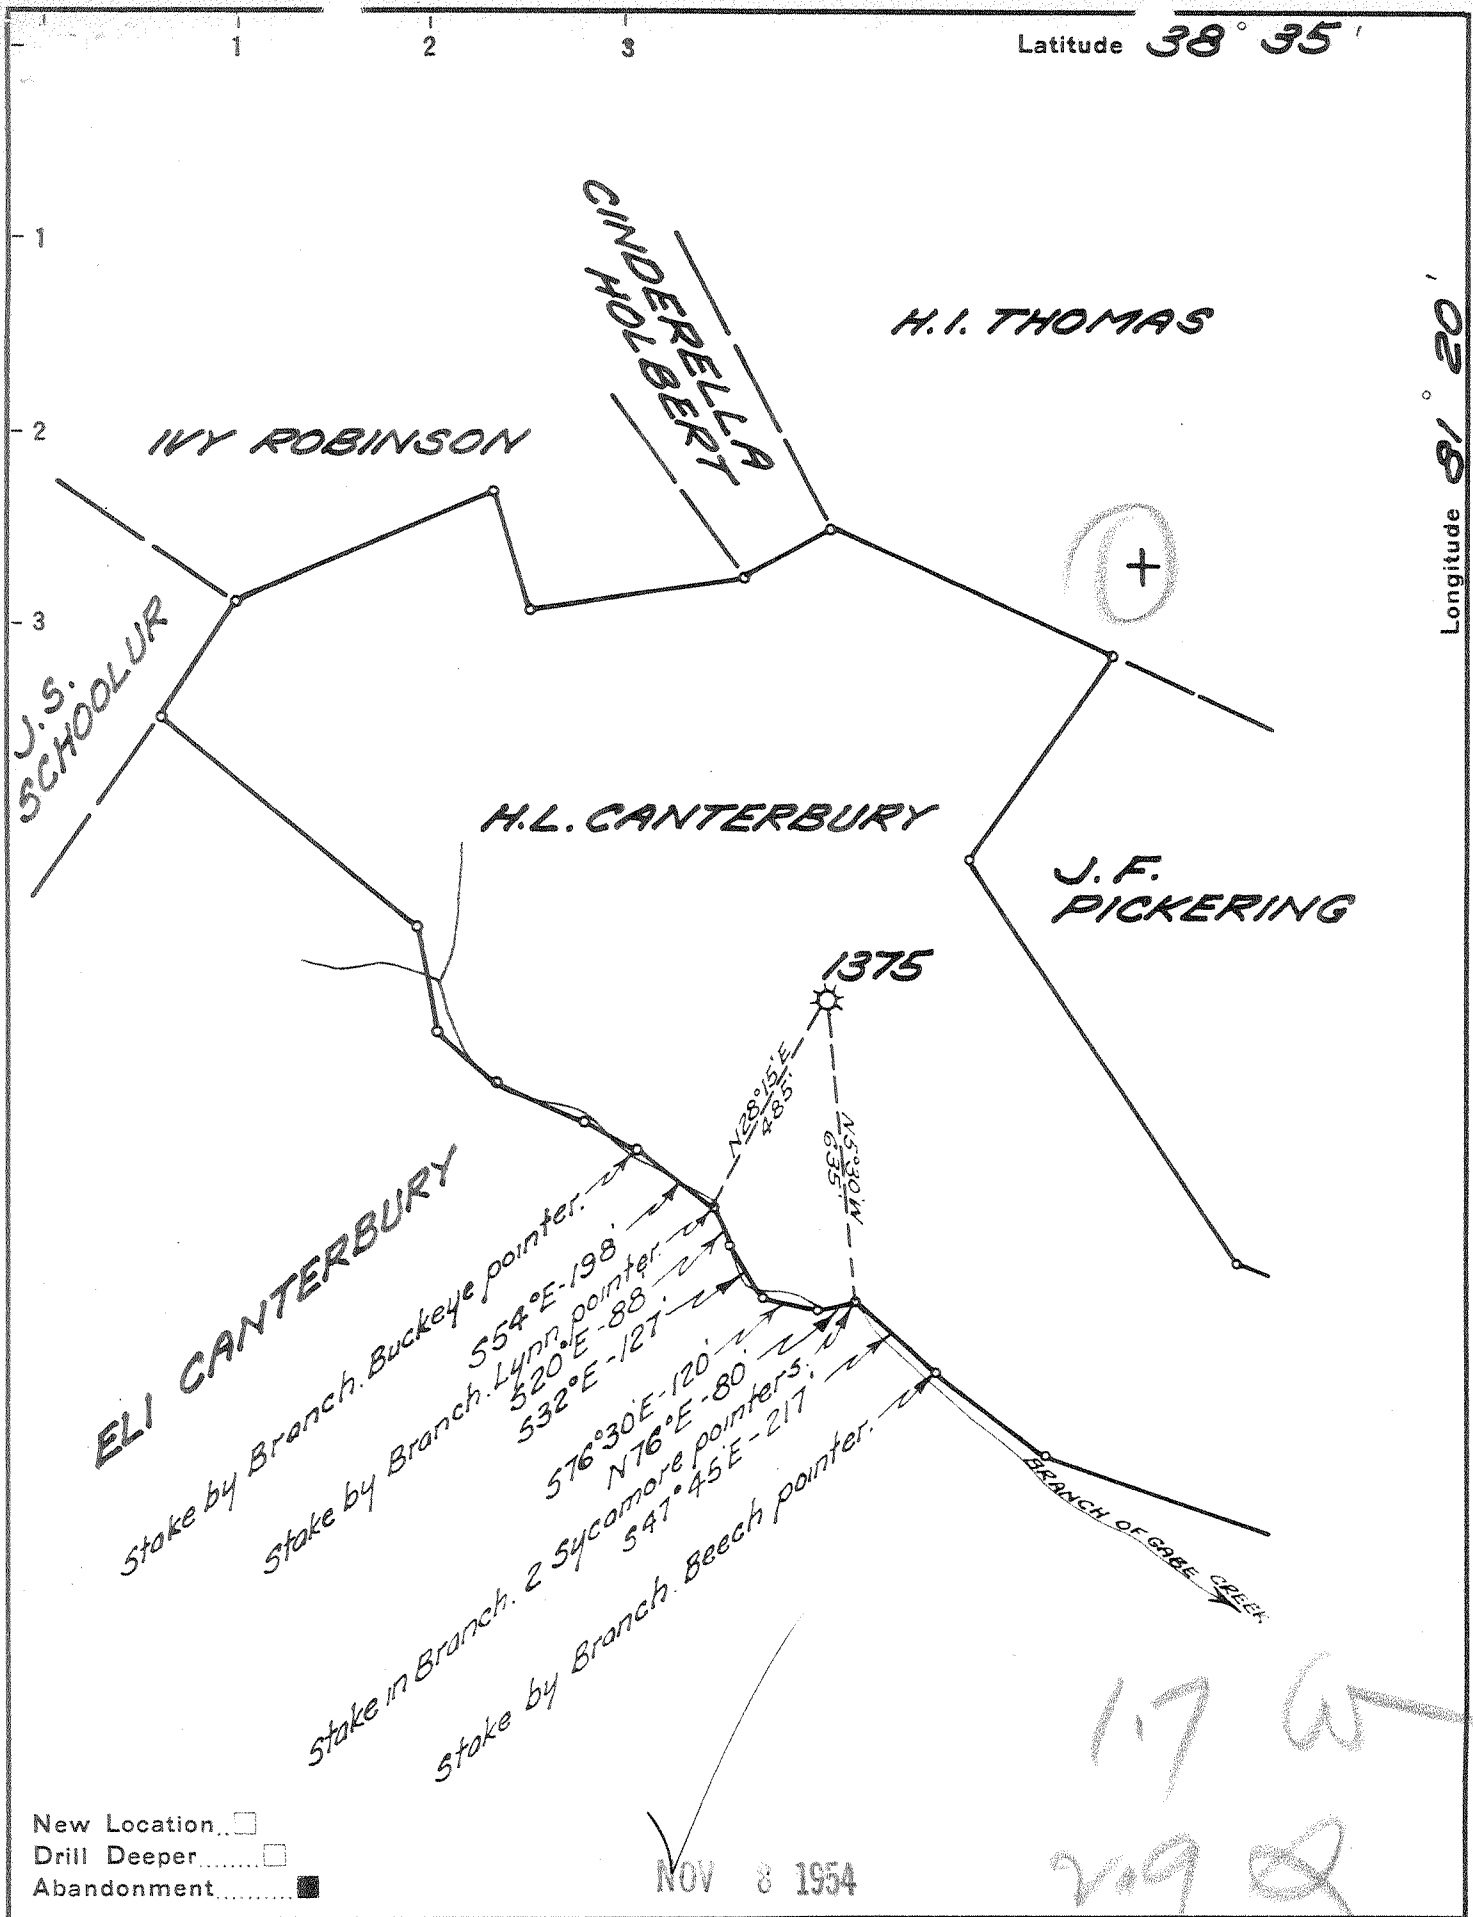 1 2 3
Latitude 38° 35'
1
2
3
Longitude 81° 20'
CINDERELLA
HOLBERT
H.I. THOMAS
IVY ROBINSON
+
J.S.
SCHOOLUR
H.L. CANTERBURY
J.F.
PICKERING
1375
N28°15'E
485'
N5°30'W
635'
ELI CANTERBURY
Stake by Branch. Buckeye pointer.
S54°E-198'
Stake by Branch. Lynn pointer.
S20°E-88'
S32°E-127'
S76°30'E-120'
N76°E-80'
Stake in Branch. 2 Sycamore pointers.
S47°45'E-217'
Stake by Branch. Beech pointer.
BRANCH OF GABE CREEK
1.7 W
New Location..
Drill Deeper........
Abandonment..........
NOV 8 1954